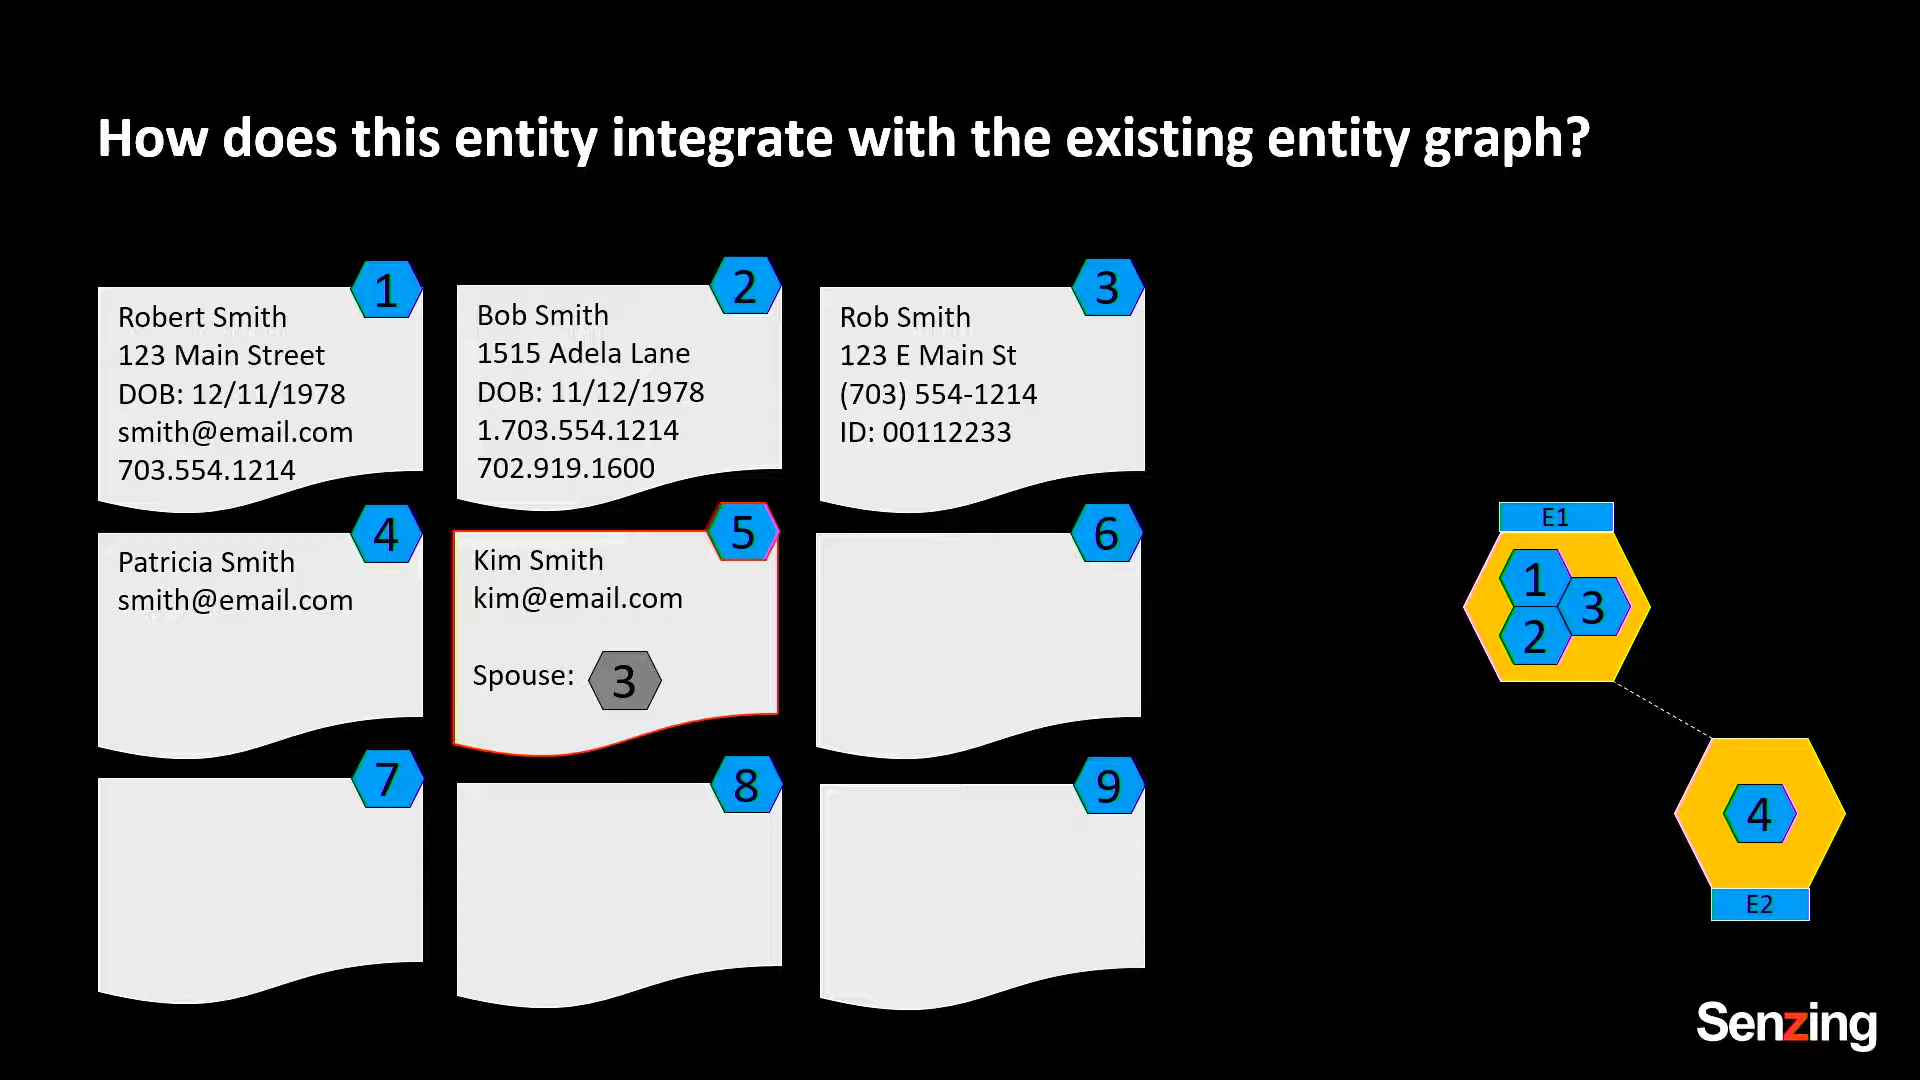 How does this entity integrate with the existing entity graph?
1
Robert Smith
123 Main Street
DOB: 12/11/1978
smith@email.com
703.554.1214
2
Bob Smith
1515 Adela Lane
DOB: 11/12/1978
1.703.554.1214
702.919.1600
3
Rob Smith
123 E Main St
(703) 554-1214
ID: 00112233
4
Patricia Smith
smith@email.com
5
Kim Smith
kim@email.com
Spouse: 3
6
7
8
9
E1
1
3
2
4
E2
Senzing